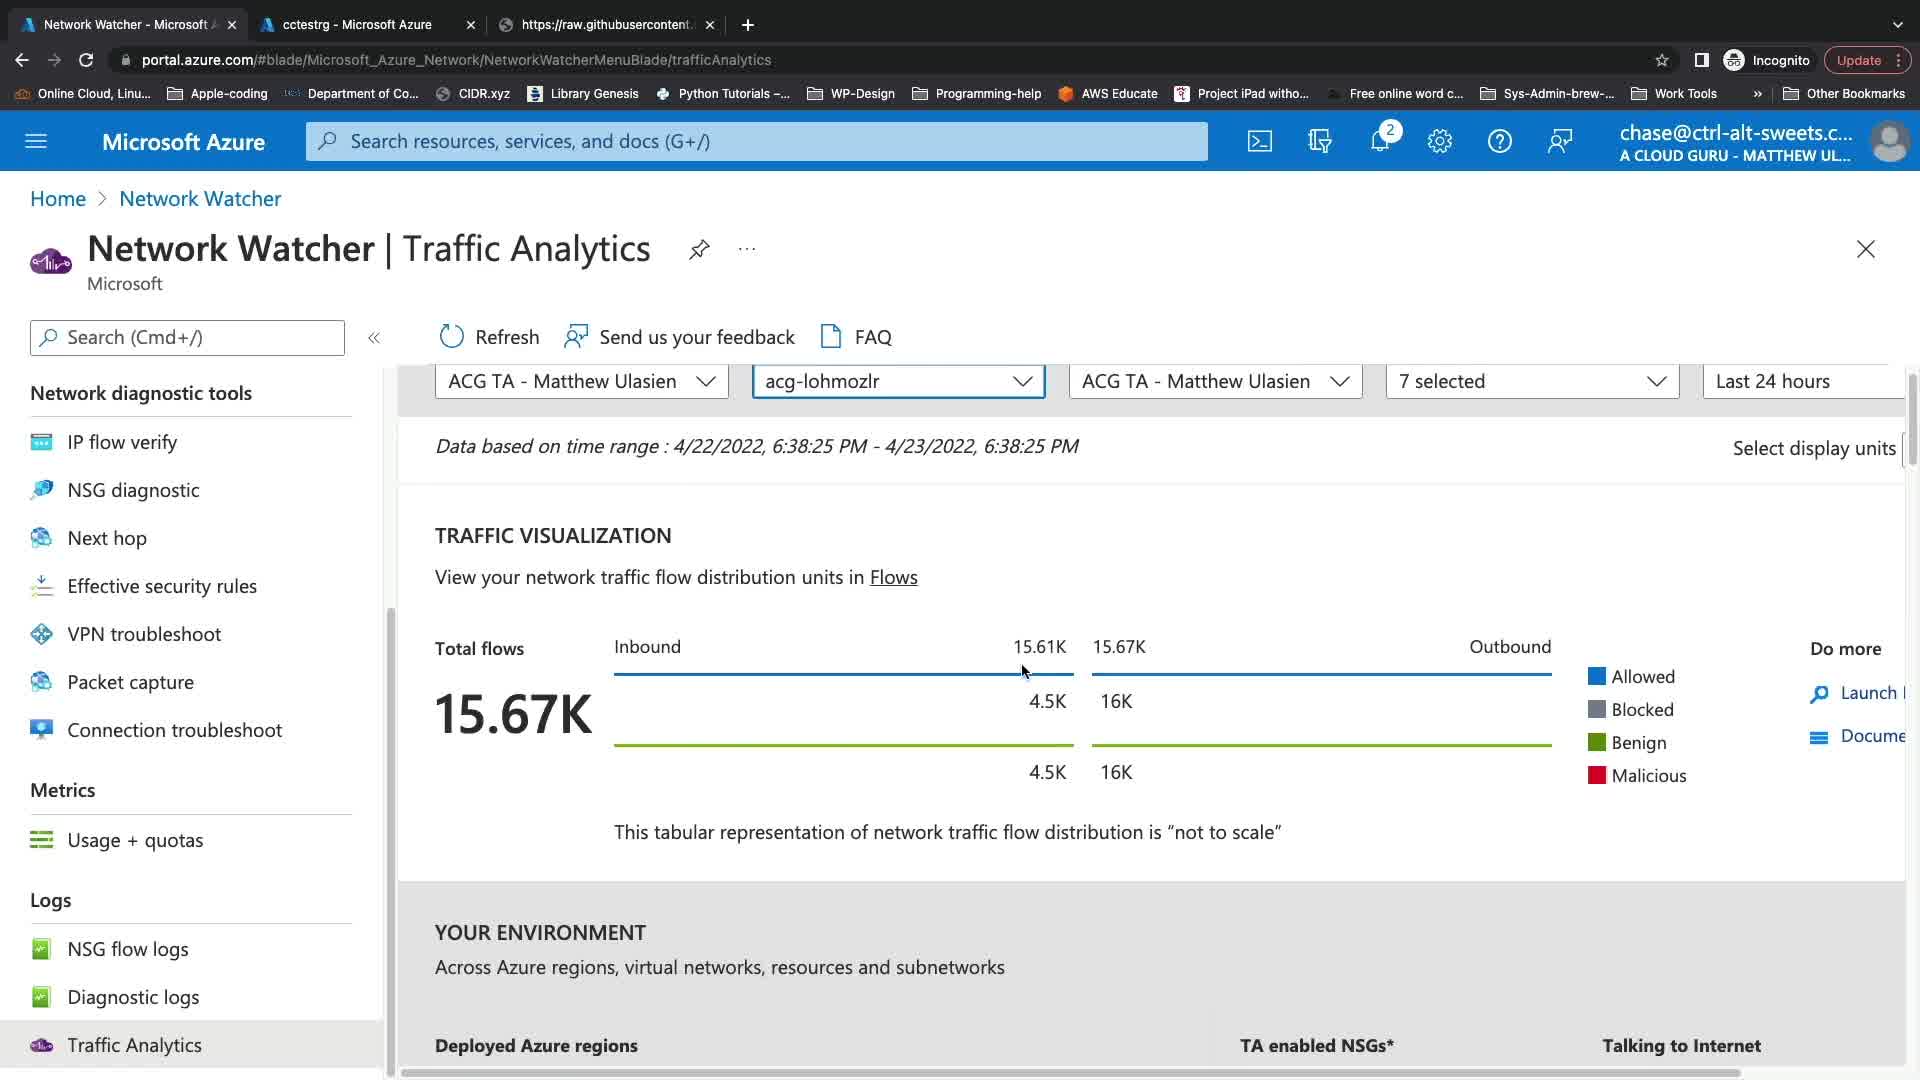 Network Watcher - Microsoft A
cctestrg - Microsoft Azure
https://raw.githubusercontent.
portal.azure.com/#blade/Microsoft_Azure_Network/NetworkWatcherMenuBlade/trafficAnalytics
Incognito
Update
Online Cloud, Linu...
Apple-coding
Department of Co...
CIDR.xyz
Library Genesis
Python Tutorials –...
WP-Design
Programming-help
AWS Educate
Project iPad witho...
Free online word c...
Sys-Admin-brew-...
Work Tools
»
Other Bookmarks
Microsoft Azure
Search resources, services, and docs (G+/)
2
chase@ctrl-alt-sweets.c...
A CLOUD GURU - MATTHEW UL...
Home > Network Watcher
Network Watcher | Traffic Analytics
...
Microsoft
Search (Cmd+/)
«
Refresh
Send us your feedback
FAQ
Network diagnostic tools
IP flow verify
NSG diagnostic
Next hop
Effective security rules
VPN troubleshoot
Packet capture
Connection troubleshoot
Metrics
Usage + quotas
Logs
NSG flow logs
Diagnostic logs
Traffic Analytics
ACG TA - Matthew Ulasien
acg-lohmozlr
ACG TA - Matthew Ulasien
7 selected
Last 24 hours
Data based on time range : 4/22/2022, 6:38:25 PM - 4/23/2022, 6:38:25 PM
Select display units
TRAFFIC VISUALIZATION
View your network traffic flow distribution units in Flows
Total flows
15.67K
Inbound
15.61K
15.67K
Outbound
4.5K
16K
4.5K
16K
Allowed
Blocked
Benign
Malicious
Do more
Launch
Docume
This tabular representation of network traffic flow distribution is “not to scale”
YOUR ENVIRONMENT
Across Azure regions, virtual networks, resources and subnetworks
Deployed Azure regions
TA enabled NSGs*
Talking to Internet